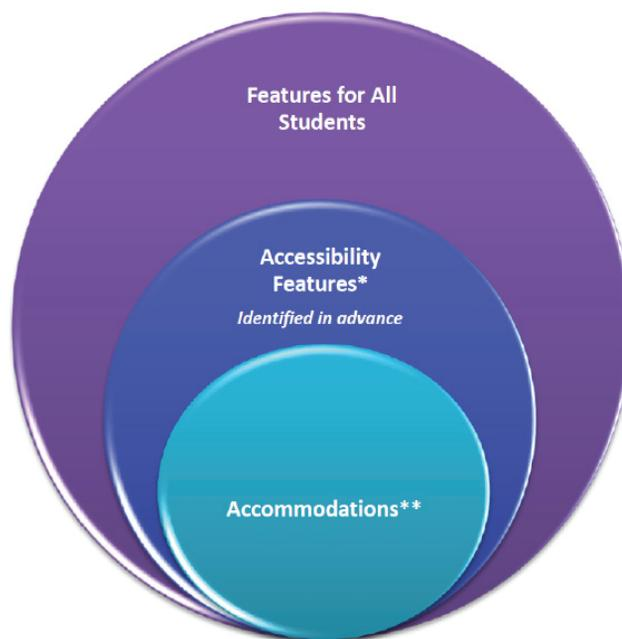 Features for All
Students
Accessibility
Features*
Identified in advance
Accommodations**